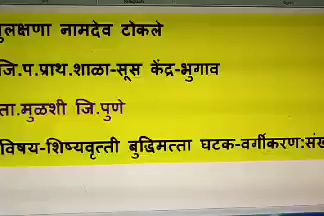 सुलक्षणा नामदेव टोकले
जि.प.प्राथ.शाळा-सूस केंद्र-भुगाव
ता.मुळशी जि.पुणे
विषय-शिष्यवृत्ती बुद्धिमत्ता घटक-वर्गीकरण:संख